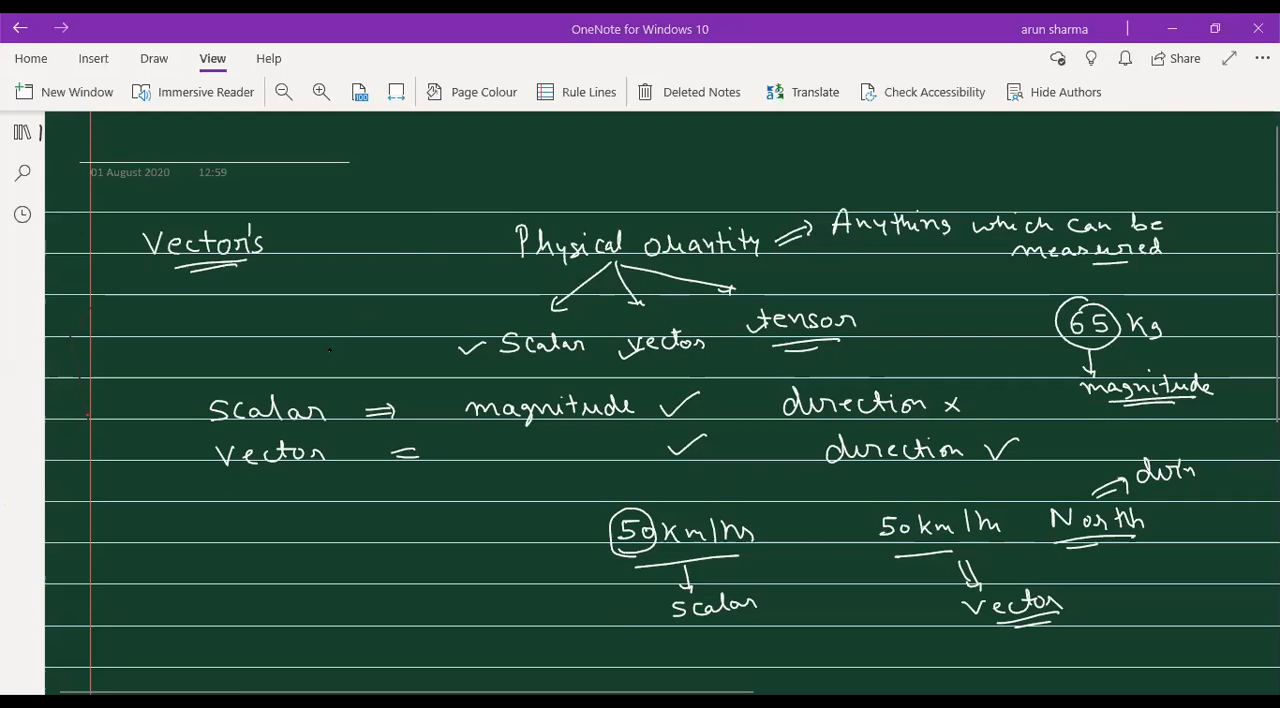 OneNote for Windows 10
arun sharma
Home Insert Draw View Help
Share
New Window Immersive Reader Page Colour Rule Lines Deleted Notes Translate Check Accessibility Hide Authors
01 August 2020 12:59
Vector's
Physical Quantity ⇒ Anything which can be
measured
Scalar vector tensor
65 kg
magnitude
Scalar ⇒ magnitude ✓ direction ×
Vector = ✓ direction ✓
50 km/hr
scalar
50 km/h North
vector